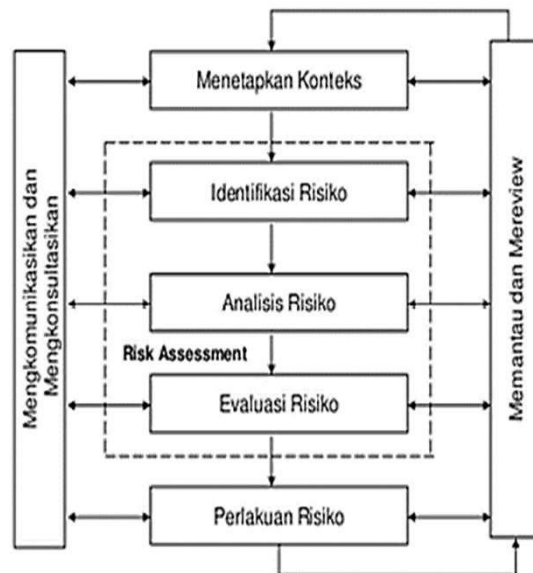 Menetapkan Konteks
Identifikasi Risiko
Analisis Risiko
Risk Assessment
Evaluasi Risiko
Perlakuan Risiko
Mengkomunikasikan dan
Mengkonsultasikan
Memantau dan Mereview